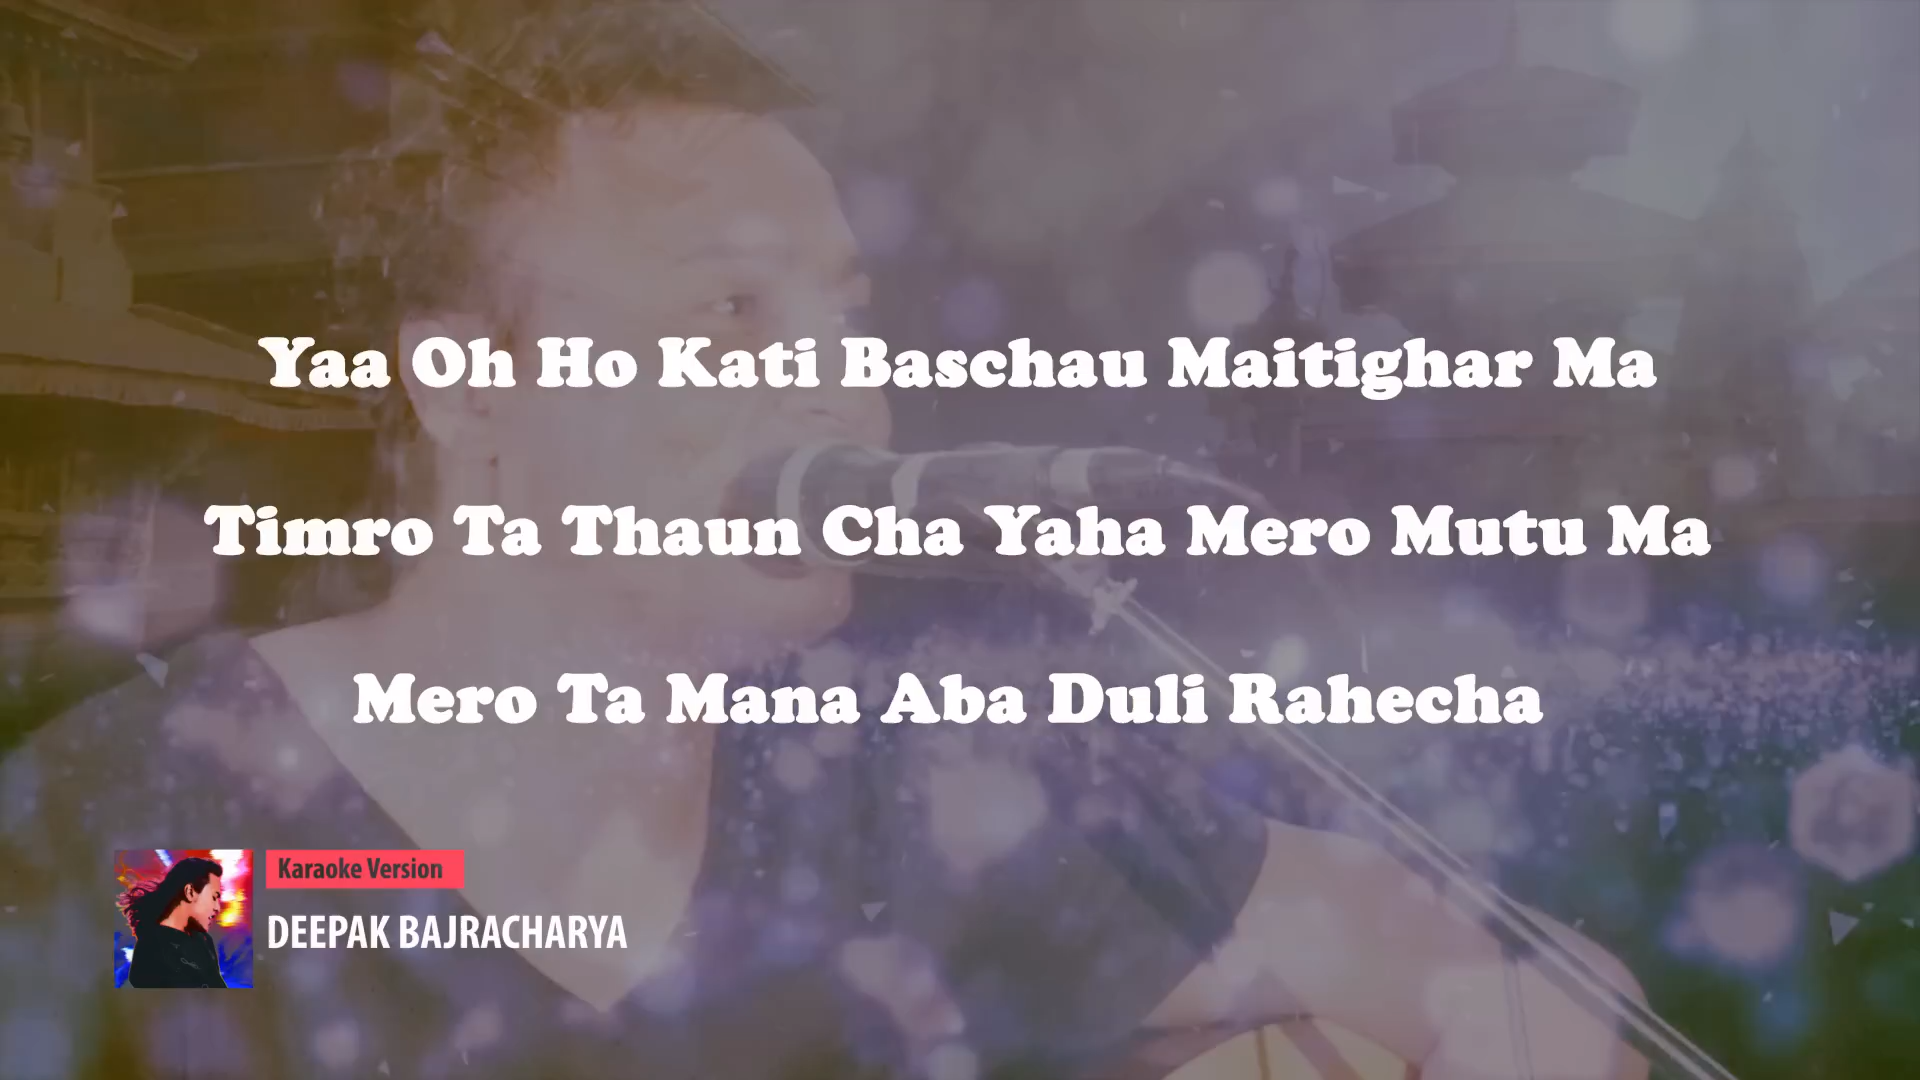 Yaa Oh Ho Kati Baschau Maitighar Ma
Timro Ta Thaun Cha Yaha Mero Mutu Ma
Mero Ta Mana Aba Duli Rahecha
Karaoke Version
DEEPAK BAJRACHARYA